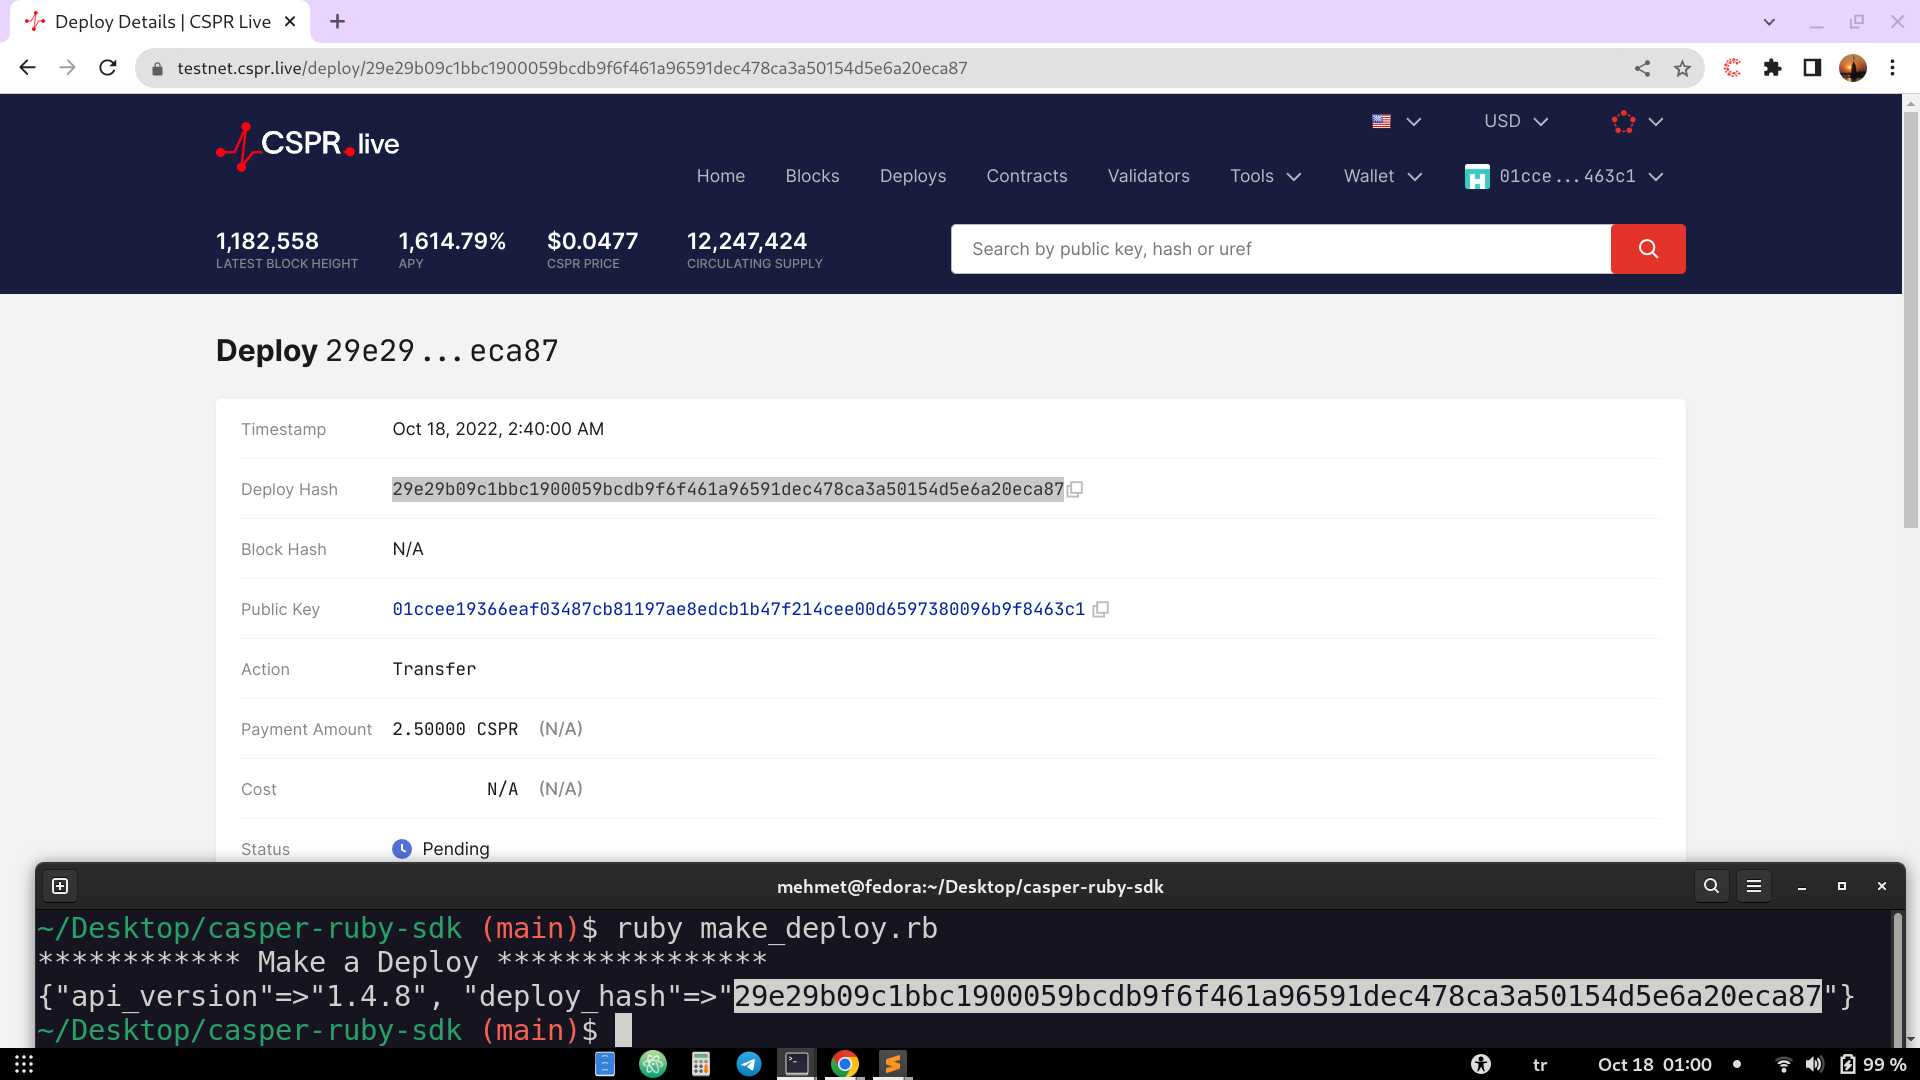 Deploy Details | CSPR Live
testnet.cspr.live/deploy/29e29b09c1bbc1900059bcdb9f6f461a96591dec478ca3a50154d5e6a20eca87
USD
CSPR.live
Home Blocks Deploys Contracts Validators Tools Wallet 01cce...463c1
1,182,558 1,614.79% $0.0477 12,247,424
LATEST BLOCK HEIGHT APY CSPR PRICE CIRCULATING SUPPLY
Search by public key, hash or uref
Deploy 29e29...eca87
Timestamp Oct 18, 2022, 2:40:00 AM
Deploy Hash 29e29b09c1bbc1900059bcdb9f6f461a96591dec478ca3a50154d5e6a20eca87
Block Hash N/A
Public Key 01ccee19366eaf03487cb81197ae8edcb1b47f214cee00d6597380096b9f8463c1
Action Transfer
Payment Amount 2.50000 CSPR (N/A)
Cost N/A (N/A)
Status Pending
mehmet@fedora:~/Desktop/casper-ruby-sdk
~/Desktop/casper-ruby-sdk (main)$ ruby make_deploy.rb
************ Make a Deploy ****************
{"api_version"=>"1.4.8", "deploy_hash"=>"29e29b09c1bbc1900059bcdb9f6f461a96591dec478ca3a50154d5e6a20eca87"}
~/Desktop/casper-ruby-sdk (main)$
tr Oct 18 01:00 99 %